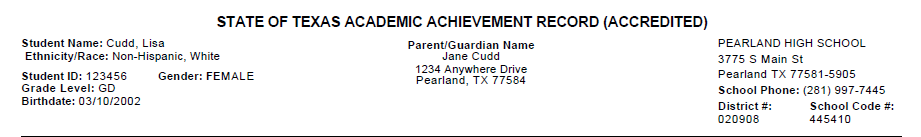 STATE OF TEXAS ACADEMIC ACHIEVEMENT RECORD (ACCREDITED)
Student Name: Cudd, Lisa
Ethnicity/Race: Non-Hispanic, White
Student ID: 123456 Gender: FEMALE
Grade Level: GD
Birthdate: 03/10/2002
Parent/Guardian Name
Jane Cudd
1234 Anywhere Drive
Pearland, TX 77584
PEARLAND HIGH SCHOOL
3775 S Main St
Pearland TX 77581-5905
School Phone: (281) 997-7445
District #: School Code #:
020908 445410